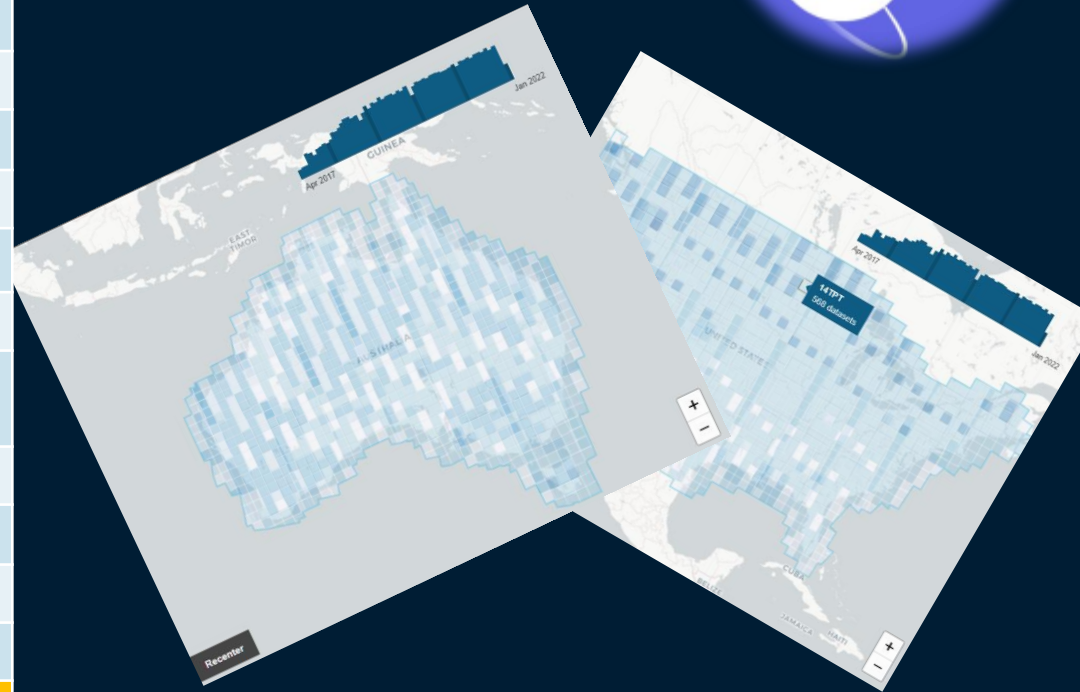 Jan 2022
GUINEA
Apr 2017
EAST
TIMOR
AUSTRALIA
+
−
Recenter
Apr 2017
14TPT
568 datasets
UNITED STATES
Jan 2022
CUBA
BELIZE
JAMAICA
HAITI
+
−